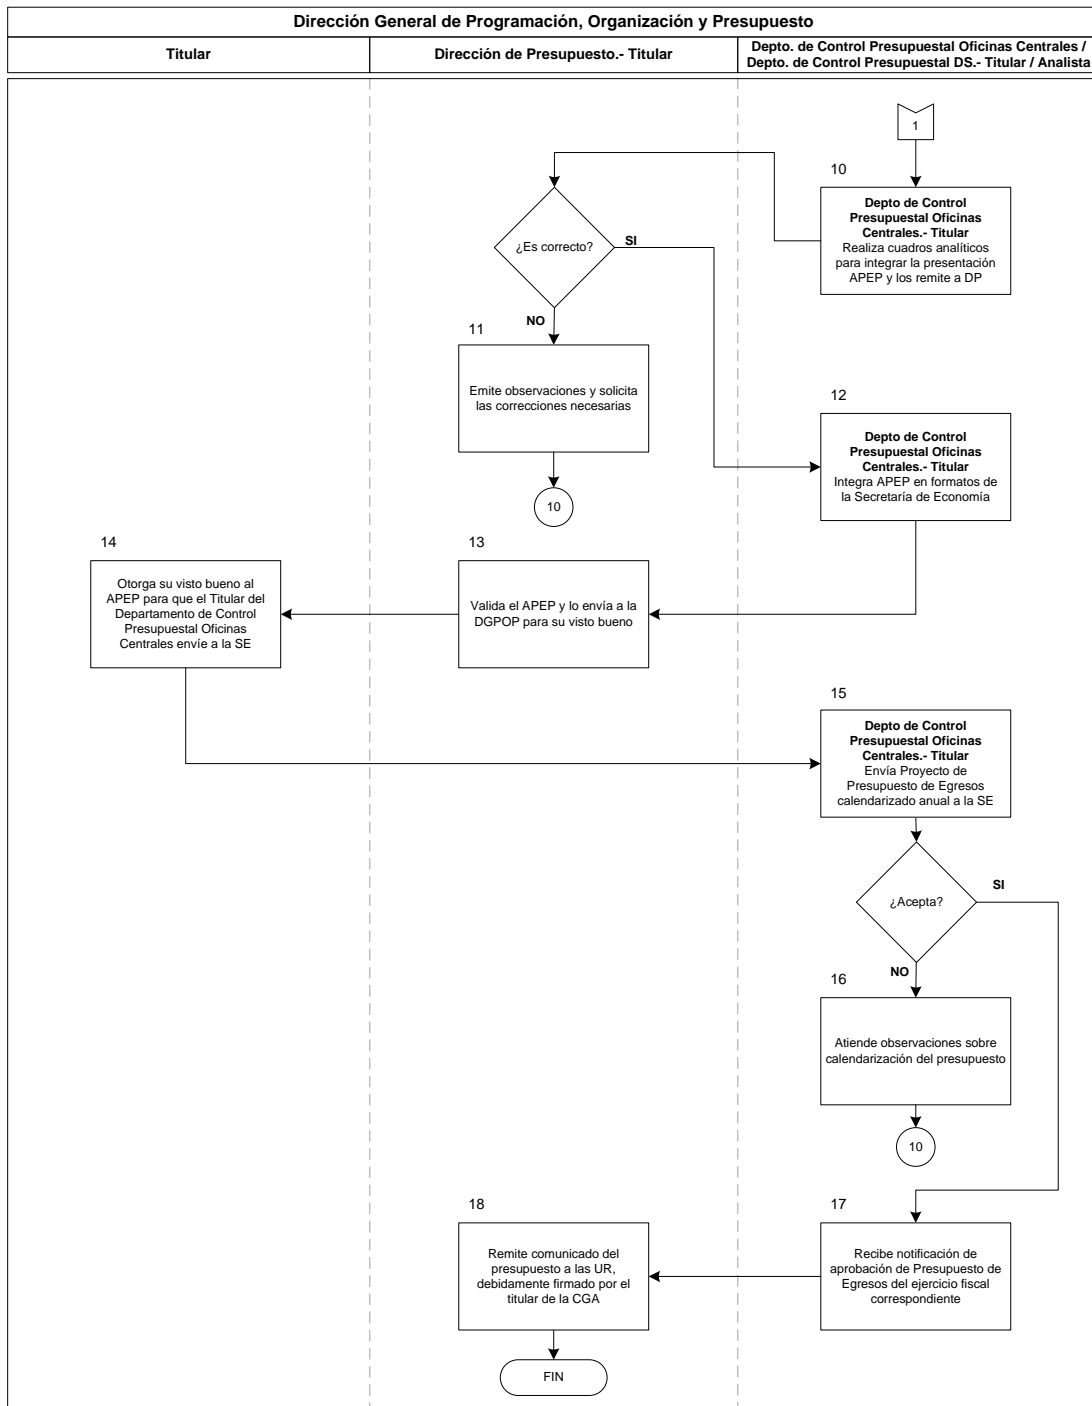 Dirección General de Programación, Organización y Presupuesto
Titular
Dirección de Presupuesto.- Titular
Depto. de Control Presupuestal Oficinas Centrales /
Depto. de Control Presupuestal DS.- Titular / Analista
1
10
Depto de Control
Presupuestal Oficinas
Centrales.- Titular
Realiza cuadros analíticos
para integrar la presentación
APEP y los remite a DP
¿Es correcto?
SI
NO
11
Emite observaciones y solicita
las correcciones necesarias
10
12
Depto de Control
Presupuestal Oficinas
Centrales.- Titular
Integra APEP en formatos de
la Secretaría de Economía
13
Valida el APEP y lo envía a la
DGPOP para su visto bueno
14
Otorga su visto bueno al
APEP para que el Titular del
Departamento de Control
Presupuestal Oficinas
Centrales envíe a la SE
15
Depto de Control
Presupuestal Oficinas
Centrales.- Titular
Envía Proyecto de
Presupuesto de Egresos
calendarizado anual a la SE
¿Acepta?
SI
NO
16
Atiende observaciones sobre
calendarización del presupuesto
10
17
Recibe notificación de
aprobación de Presupuesto de
Egresos del ejercicio fiscal
correspondiente
18
Remite comunicado del
presupuesto a las UR,
debidamente firmado por el
titular de la CGA
FIN